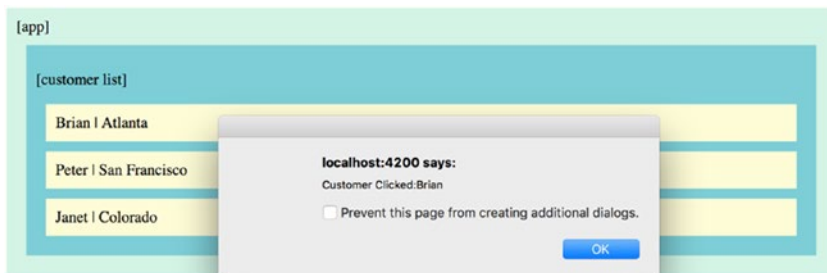 [app]
[customer list]
Brian | Atlanta
Peter | San Francisco
Janet | Colorado
localhost:4200 says:
Customer Clicked:Brian
Prevent this page from creating additional dialogs.
OK